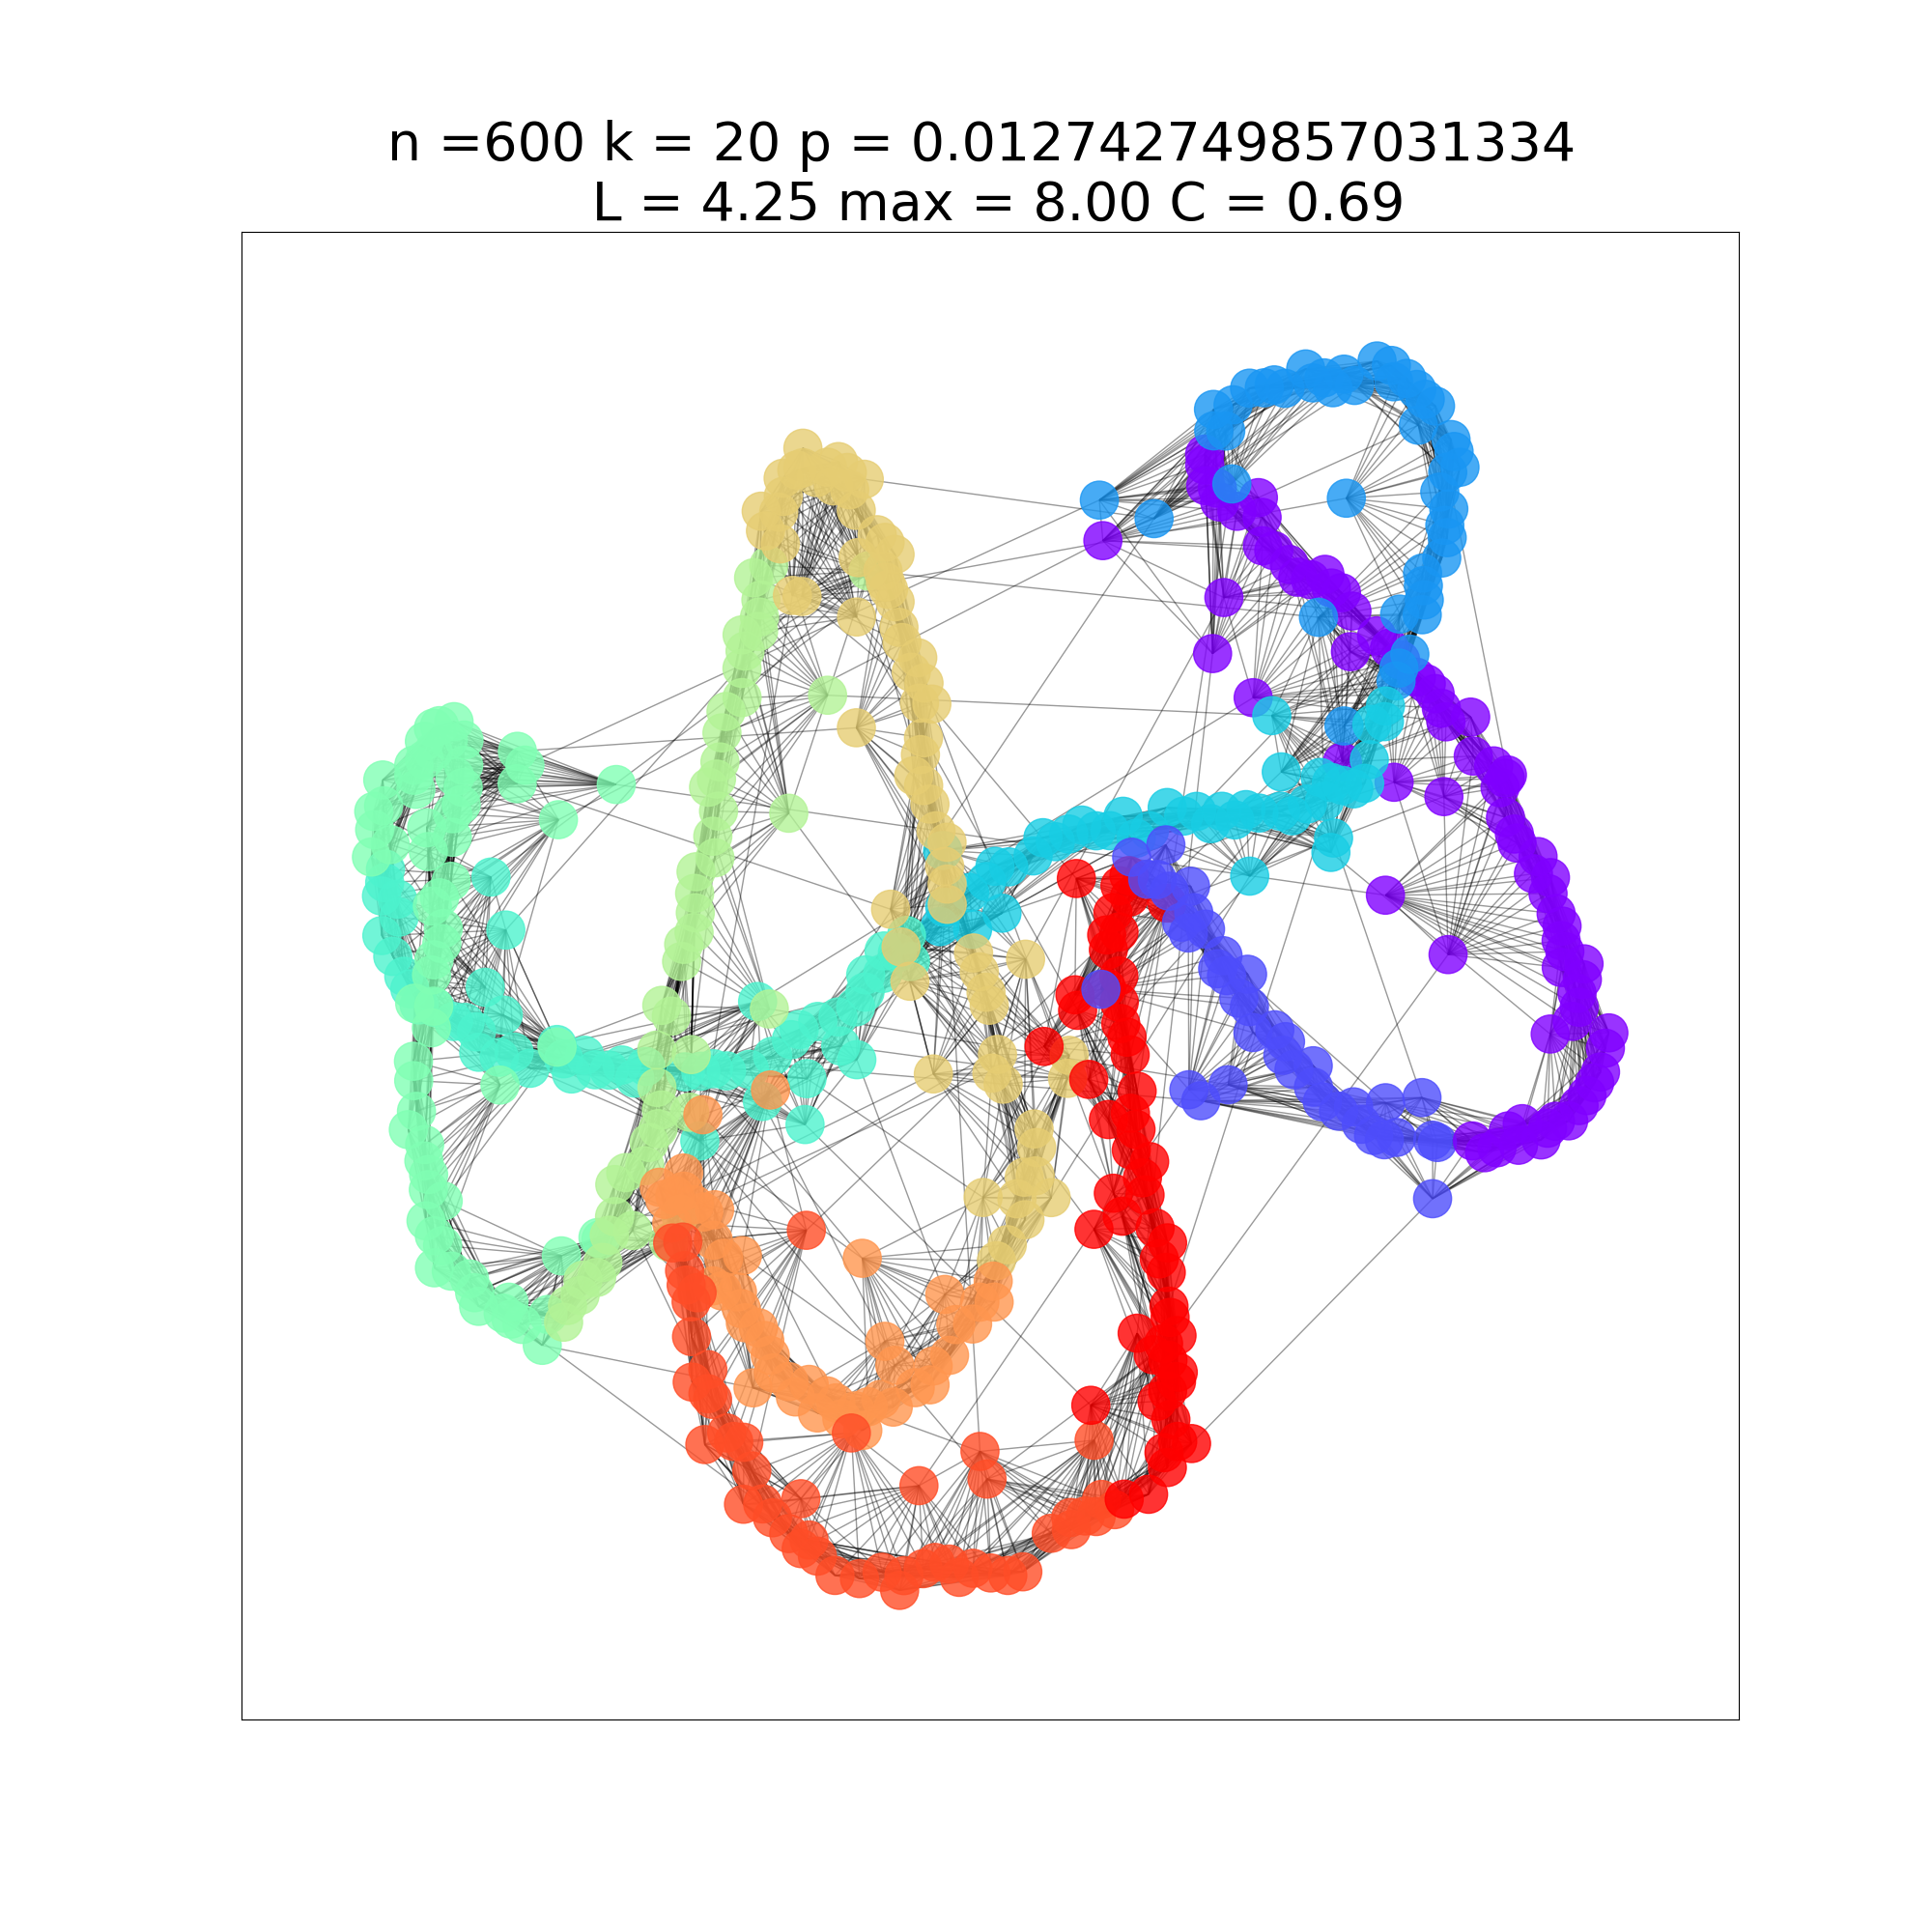 n =600 k = 20 p = 0.012742749857031334
L = 4.25 max = 8.00 C = 0.69